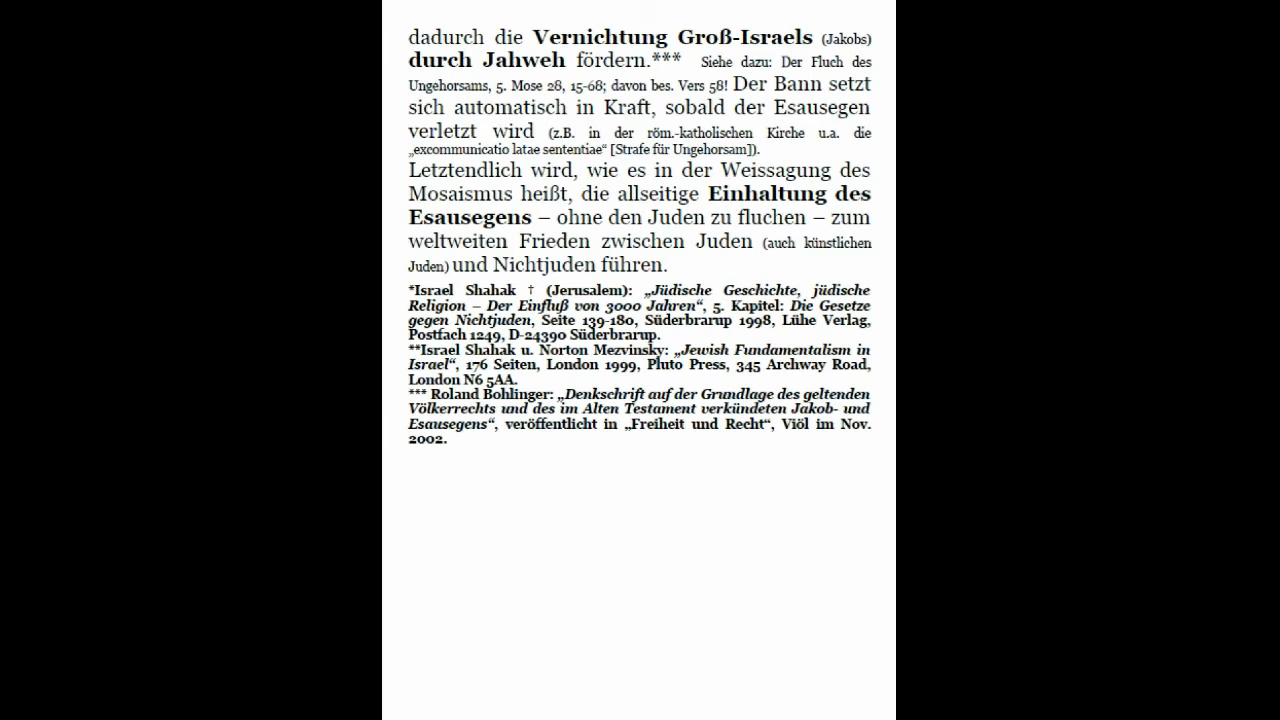 dadurch die Vernichtung Groß-Israels (Jakobs)
durch Jahweh fördern.*** Siehe dazu: Der Fluch des
Ungehorsams, 5. Mose 28, 15-68; davon bes. Vers 58! Der Bann setzt
sich automatisch in Kraft, sobald der Esausegen
verletzt wird (z.B. in der röm.-katholischen Kirche u.a. die
„excommunicatio latae sententiae“ [Strafe für Ungehorsam]).
Letztendlich wird, wie es in der Weissagung des
Mosaismus heißt, die allseitige Einhaltung des
Esausegens – ohne den Juden zu fluchen – zum
weltweiten Frieden zwischen Juden (auch künstlichen
Juden) und Nichtjuden führen.
*Israel Shahak † (Jerusalem): „Jüdische Geschichte, jüdische
Religion – Der Einfluß von 3000 Jahren“, 5. Kapitel: Die Gesetze
gegen Nichtjuden, Seite 139-180, Süderbrarup 1998, Lühe Verlag,
Postfach 1249, D-24390 Süderbrarup.
**Israel Shahak u. Norton Mezvinsky: „Jewish Fundamentalism in
Israel“, 176 Seiten, London 1999, Pluto Press, 345 Archway Road,
London N6 5AA.
*** Roland Bohlinger: „Denkschrift auf der Grundlage des geltenden
Völkerrechts und des im Alten Testament verkündeten Jakob- und
Esausegens“, veröffentlicht in „Freiheit und Recht“, Viöl im Nov.
2002.